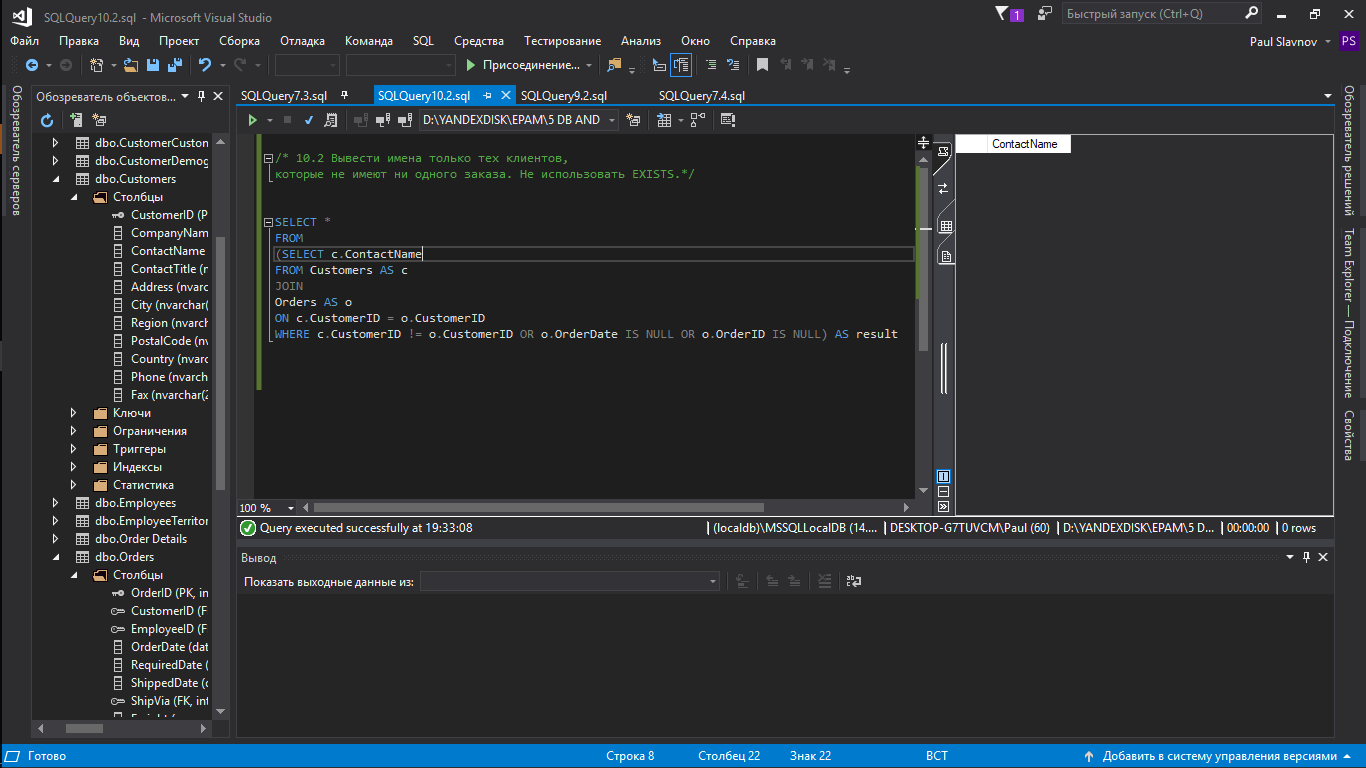 SQLQuery10.2.sql - Microsoft Visual Studio
1
Быстрый запуск (Ctrl+Q)
Файл Правка Вид Проект Сборка Отладка Команда SQL Средства Тестирование Анализ Окно Справка
Paul Slavnov PS
Присоединение...
Обозреватель серверов
Обозреватель объектов...
dbo.CustomerCustom
dbo.CustomerDemog
dbo.Customers
Столбцы
CustomerID (P
CompanyNam
ContactName
ContactTitle (n
Address (nvar
City (nvarchar
Region (nvarch
PostalCode (nv
Country (nvarc
Phone (nvarch
Fax (nvarchar(2
Ключи
Ограничения
Триггеры
Индексы
Статистика
dbo.Employees
dbo.EmployeeTerritor
dbo.Order Details
dbo.Orders
Столбцы
OrderID (PK, in
CustomerID (F
EmployeeID (F
OrderDate (dat
RequiredDate (
ShippedDate (d
ShipVia (FK, int
SQLQuery7.3.sql SQLQuery10.2.sql SQLQuery9.2.sql SQLQuery7.4.sql
D:\YANDEXDISK\EPAM\5 DB AND
/* 10.2 Вывести имена только тех клиентов,
которые не имеют ни одного заказа. Не использовать EXISTS.*/
SELECT *
FROM
(SELECT c.ContactName
FROM Customers AS c
JOIN
Orders AS o
ON c.CustomerID = o.CustomerID
WHERE c.CustomerID != o.CustomerID OR o.OrderDate IS NULL OR o.OrderID IS NULL) AS result
100 %
ContactName
Query executed successfully at 19:33:08
(localdb)\MSSQLLocalDB (14.... DESKTOP-G7TUVCM\Paul (60) D:\YANDEXDISK\EPAM\5 D... 00:00:00 0 rows
Вывод
Показать выходные данные из:
Обозреватель решений
Team Explorer — Подключение
Свойства
Готово Строка 8 Столбец 22 Знак 22 ВСТ Добавить в систему управления версиями